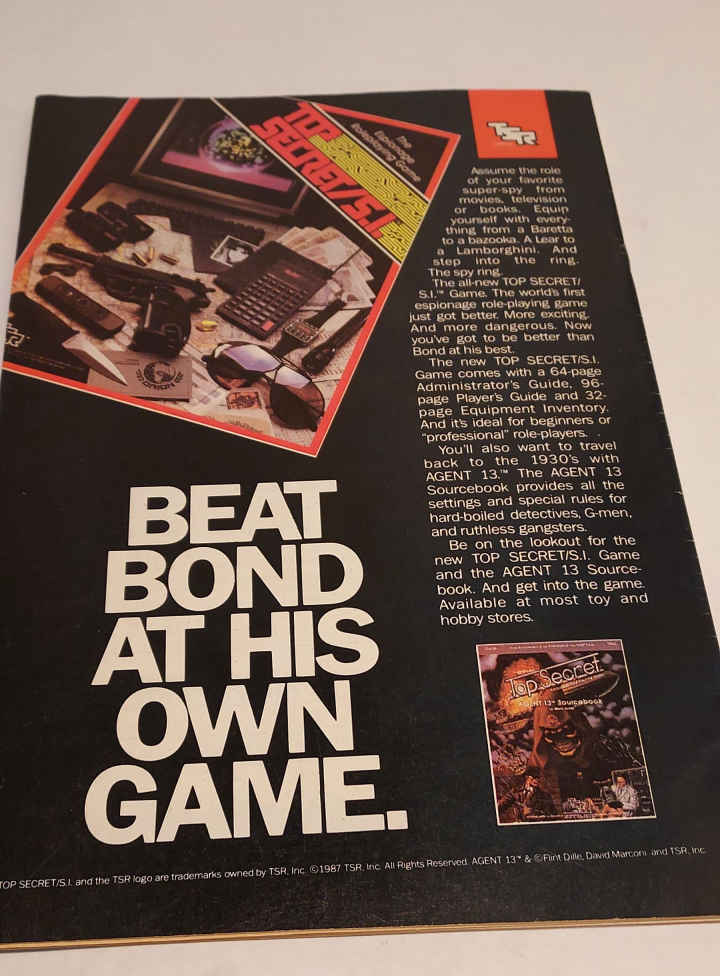 The
Espionage
Roleplaying Game
TOP
SECRET/S.I.
TSR
Assume the role
of your favorite
super-spy from
movies, television
or books. Equip
yourself with every-
thing from a Baretta
to a bazooka. A Lear to
a Lamborghini. And
step into the ring.
The spy ring.
The all-new TOP SECRET/
S.I.™ Game. The world's first
espionage role-playing game
just got better. More exciting.
And more dangerous. Now
you've got to be better than
Bond at his best.
The new TOP SECRET/S.I.
Game comes with a 64-page
Administrator's Guide, 96-
page Player's Guide and 32-
page Equipment Inventory.
And it's ideal for beginners or
"professional" role-players.
You'll also want to travel
back to the 1930's with
AGENT 13.™ The AGENT 13
Sourcebook provides all the
settings and special rules for
hard-boiled detectives, G-men,
and ruthless gangsters.
Be on the lookout for the
new TOP SECRET/S.I. Game
and the AGENT 13 Source-
book. And get into the game.
Available at most toy and
hobby stores.
BEAT
BOND
AT HIS
OWN
GAME.
Top Secret
AGENT 13™ Sourcebook
TOP SECRET/S.I. and the TSR logo are trademarks owned by TSR, Inc. ©1987 TSR, Inc. All Rights Reserved. AGENT 13™ & ©Flint Dille, David Marconi and TSR, Inc.